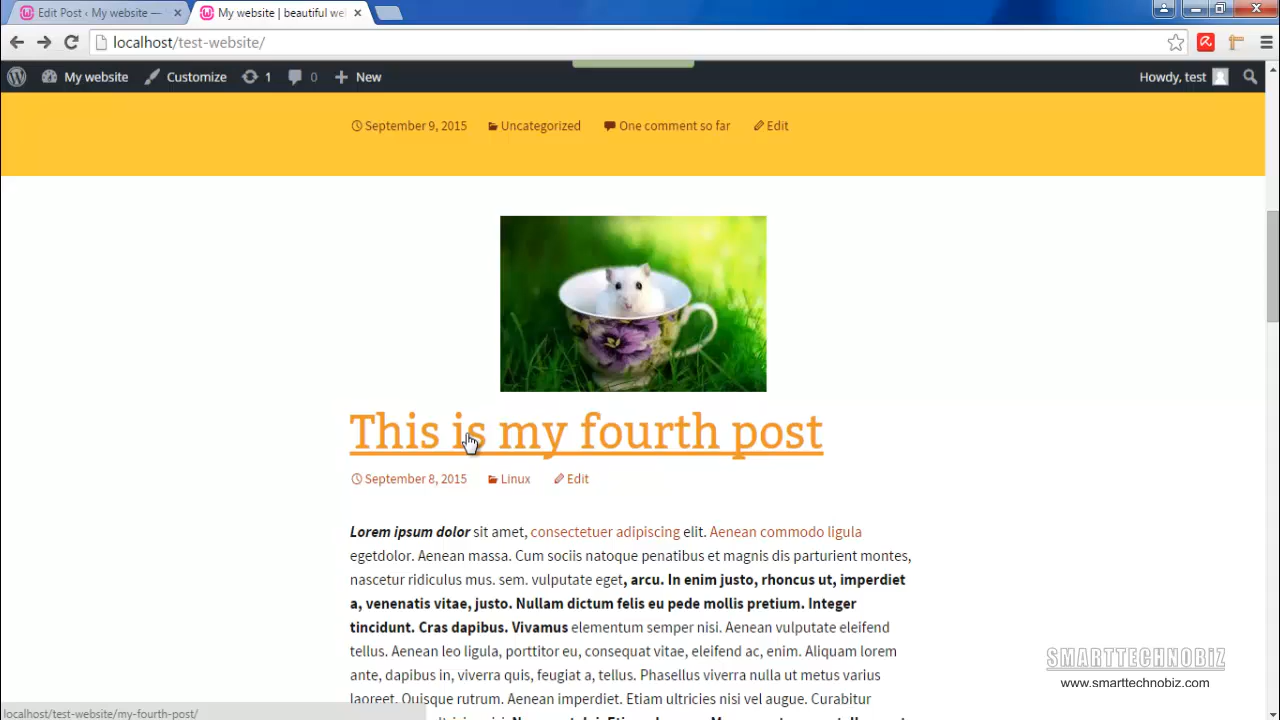 Edit Post ‹ My website —
My website | beautiful we
localhost/test-website/
My website
Customize
1
0
New
Howdy, test
September 9, 2015
Uncategorized
One comment so far
Edit
This is my fourth post
September 8, 2015
Linux
Edit
Lorem ipsum dolor sit amet, consectetuer adipiscing elit. Aenean commodo ligula
egetdolor. Aenean massa. Cum sociis natoque penatibus et magnis dis parturient montes,
nascetur ridiculus mus. sem. vulputate eget, arcu. In enim justo, rhoncus ut, imperdiet
a, venenatis vitae, justo. Nullam dictum felis eu pede mollis pretium. Integer
tincidunt. Cras dapibus. Vivamus elementum semper nisi. Aenean vulputate eleifend
tellus. Aenean leo ligula, porttitor eu, consequat vitae, eleifend ac, enim. Aliquam lorem
ante, dapibus in, viverra quis, feugiat a, tellus. Phasellus viverra nulla ut metus varius
laoreet. Quisque rutrum. Aenean imperdiet. Etiam ultricies nisi vel augue. Curabitur
SMARTTECHNOBIZ
www.smarttechnobiz.com
localhost/test-website/my-fourth-post/